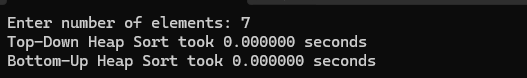 Enter number of elements: 7
Top-Down Heap Sort took 0.000000 seconds
Bottom-Up Heap Sort took 0.000000 seconds